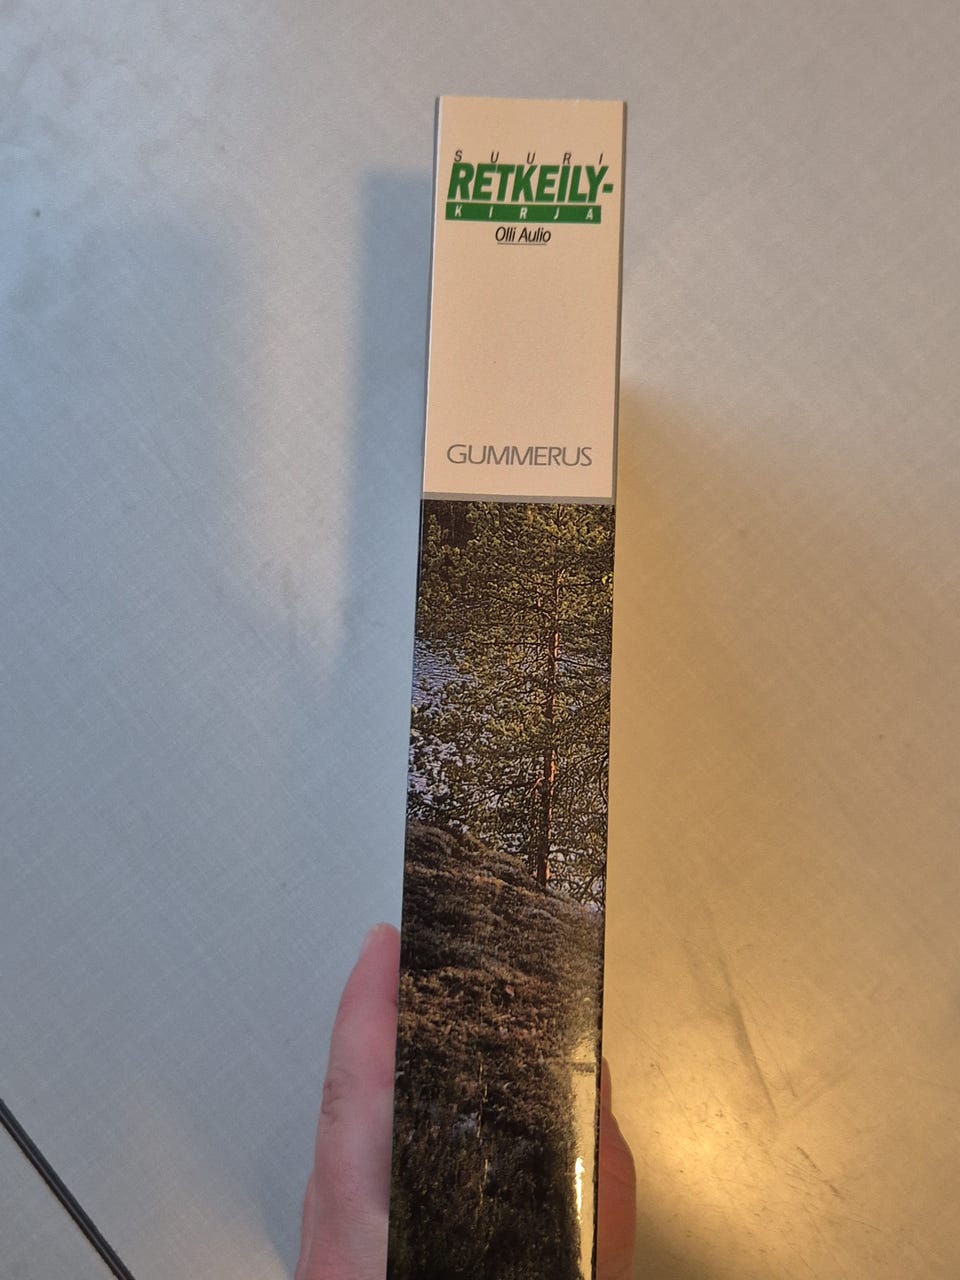 SUURI
RETKEILY-
KIRJA
Olli Aulio
GUMMERUS